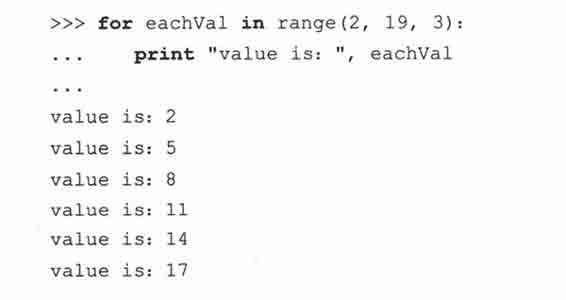 >>> for eachVal in range(2, 19, 3):
...    print "value is: ", eachVal
...
value is: 2
value is: 5
value is: 8
value is: 11
value is: 14
value is: 17